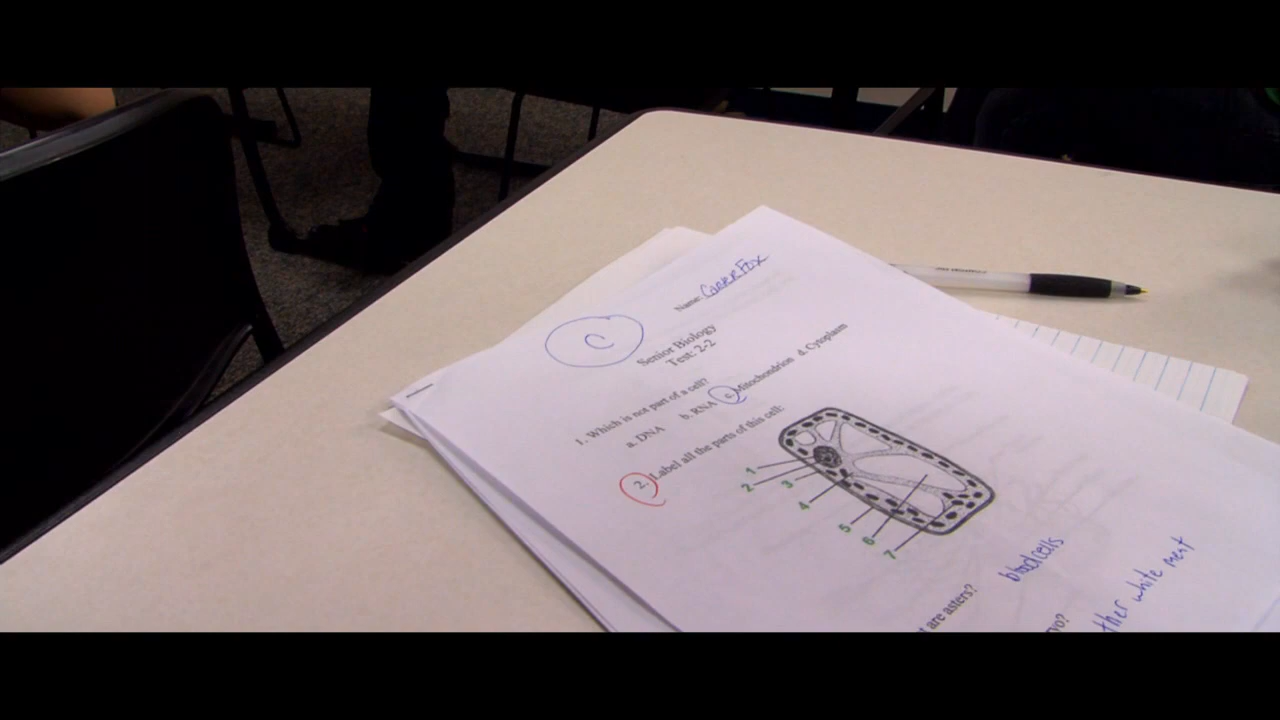 Name: Carrie Fox
C
Senior Biology
Test: 2-2
1. Which is not part of a cell?
a. DNA b. RNA c. Mitochondrion d. Cytoplasm
2. Label all the parts of this cell:
1
2
3
4
5
6
7
are asters? blood cells
ther white meat